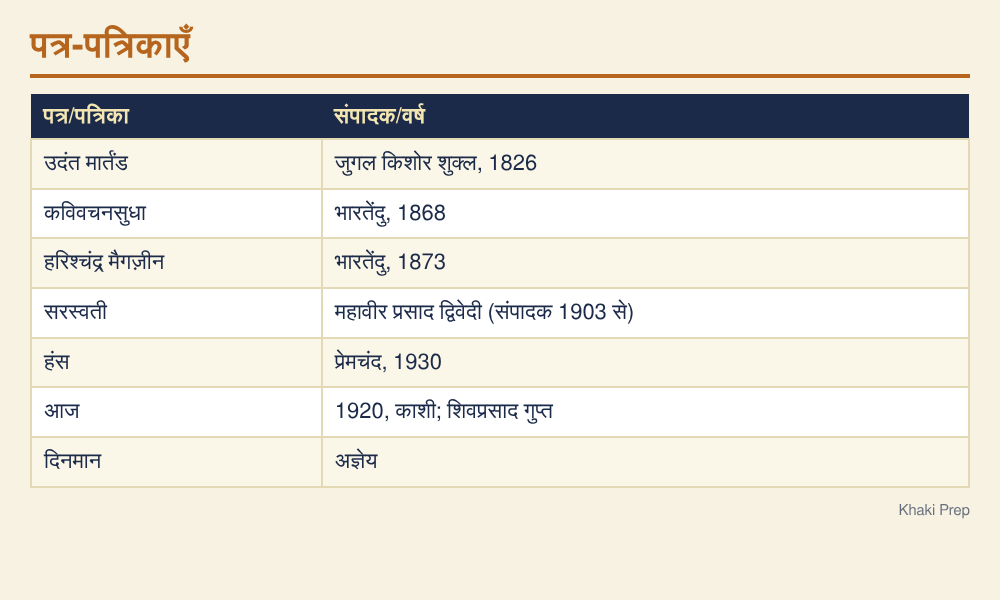 पत्र-पत्रिकाएँ
पत्र/पत्रिका संपादक/वर्ष
उदंत मार्तंड जुगल किशोर शुक्ल, 1826
कविवचनसुधा भारतेंदु, 1868
हरिश्चंद्र मैगज़ीन भारतेंदु, 1873
सरस्वती महावीर प्रसाद द्विवेदी (संपादक 1903 से)
हंस प्रेमचंद, 1930
आज 1920, काशी; शिवप्रसाद गुप्त
दिनमान अज्ञेय
Khaki Prep